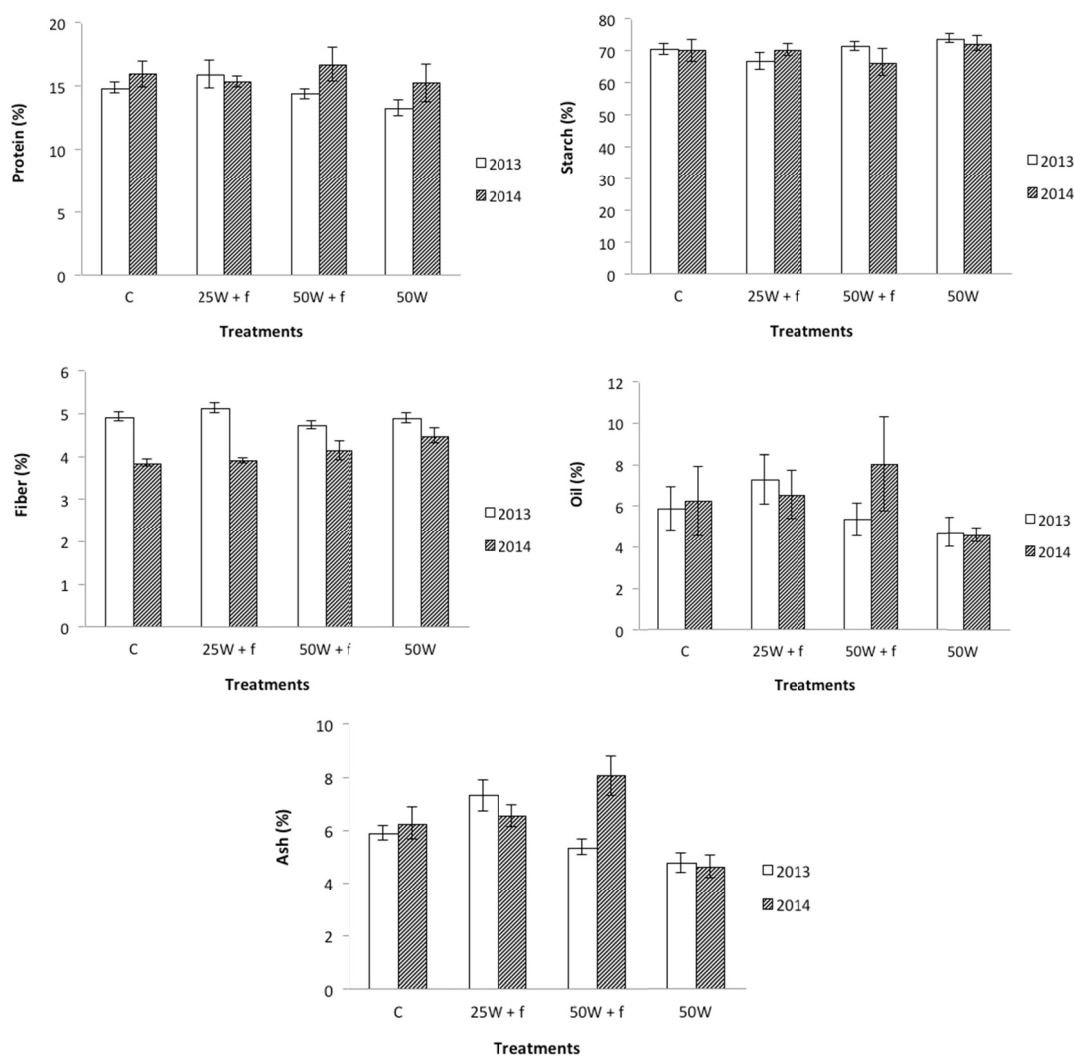 20
15
10
5
0
Protein (%)
C 25W + f 50W + f 50W
Treatments
2013
2014
80
70
60
50
40
30
20
10
0
Starch (%)
C 25W + f 50W + f 50W
Treatments
2013
2014
6
5
4
3
2
1
0
Fiber (%)
C 25W + f 50W + f 50W
Treatments
2013
2014
12
10
8
6
4
2
0
Oil (%)
C 25W + f 50W + f 50W
Treatments
2013
2014
10
8
6
4
2
0
Ash (%)
C 25W + f 50W + f 50W
Treatments
2013
2014